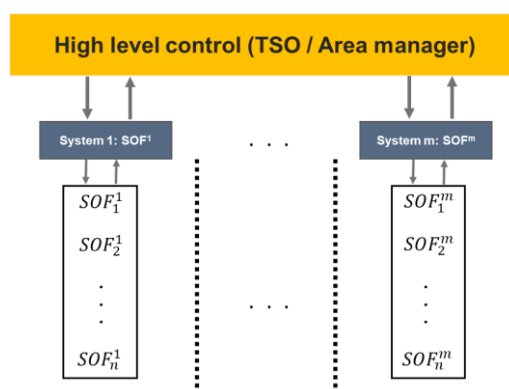 High level control (TSO / Area manager)
System 1: SOF¹
. . .
System m: SOFᵐ
SOF₁¹
SOF₁ᵐ
SOF₂¹
SOF₂ᵐ
.
.
.
. . .
.
.
.
SOFₙ¹
SOFₙᵐ